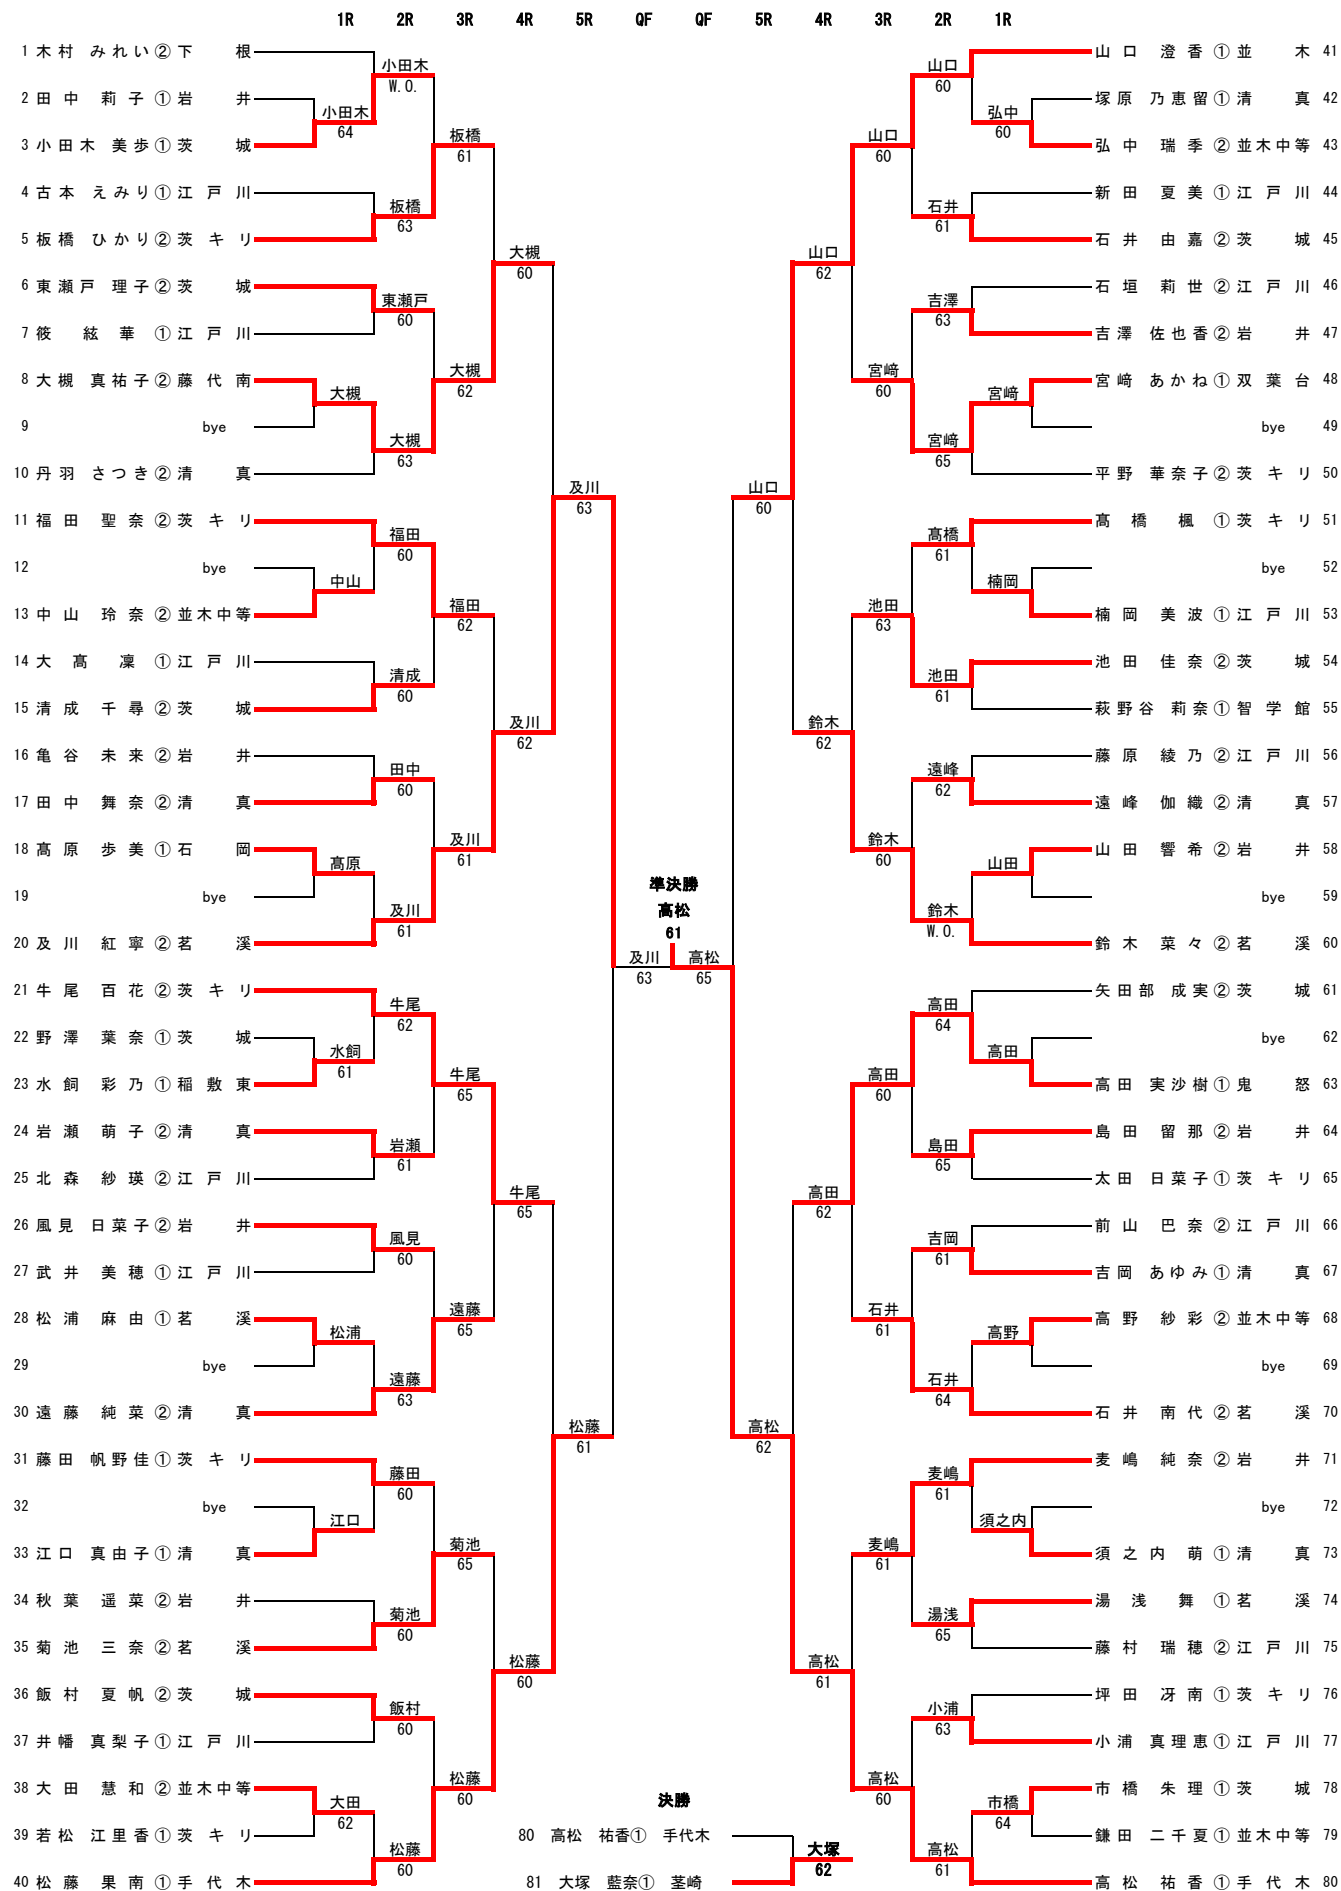 1R 2R 3R 4R 5R QF QF 5R 4R 3R 2R 1R
1 木村 みれい ② 下根
2 田中 莉子 ① 岩井
3 小田木 美歩 ① 茨城
4 古本 えみり ① 江戸川
5 板橋 ひかり ② 茨キリ
6 東瀬戸 理子 ② 茨城
7 筱 絃華 ① 江戸川
8 大槻 真祐子 ② 藤代南
9 bye
10 丹羽 さつき ② 清真
11 福田 聖奈 ② 茨キリ
12 bye
13 中山 玲奈 ② 並木中等
14 大髙 凜 ① 江戸川
15 清成 千尋 ② 茨城
16 亀谷 未来 ② 岩井
17 田中 舞奈 ② 清真
18 髙原 歩美 ① 石岡
19 bye
20 及川 紅寧 ② 茗溪
21 牛尾 百花 ② 茨キリ
22 野澤 葉奈 ① 茨城
23 水飼 彩乃 ① 稲敷東
24 岩瀬 萌子 ② 清真
25 北森 紗瑛 ② 江戸川
26 風見 日菜子 ② 岩井
27 武井 美穂 ① 江戸川
28 松浦 麻由 ① 茗溪
29 bye
30 遠藤 純菜 ② 清真
31 藤田 帆野佳 ① 茨キリ
32 bye
33 江口 真由子 ① 清真
34 秋葉 遥菜 ② 岩井
35 菊池 三奈 ② 茗溪
36 飯村 夏帆 ② 茨城
37 井幡 真梨子 ① 江戸川
38 大田 慧和 ② 並木中等
39 若松 江里香 ① 茨キリ
40 松藤 果南 ① 手代木
小田木
64
水飼
61
大槻
中山
髙原
松浦
江口
大田
62
小田木
W.O.
板橋
63
東瀬戸
60
大槻
63
福田
60
清成
60
田中
60
及川
61
牛尾
62
岩瀬
61
風見
60
遠藤
63
藤田
60
菊池
60
飯村
60
松藤
60
板橋
61
大槻
62
福田
62
及川
61
牛尾
65
遠藤
65
菊池
65
松藤
60
大槻
60
及川
62
牛尾
65
松藤
60
及川
63
松藤
61
及川
63
準決勝
高松
61
高松
65
山口
60
高松
62
山口
62
鈴木
62
高田
62
高松
61
山口
60
宮﨑
60
池田
63
鈴木
60
高田
60
石井
61
麦嶋
61
高松
60
山口
60
石井
61
吉澤
63
宮﨑
65
髙橋
61
池田
61
遠峰
62
鈴木
W.O.
高田
64
島田
65
吉岡
61
石井
64
麦嶋
61
湯浅
65
小浦
63
高松
61
弘中
60
宮﨑
楠岡
山田
高田
高野
須之内
市橋
64
山口 澄香 ① 並木 41
塚原 乃恵留 ① 清真 42
弘中 瑞季 ② 並木中等 43
新田 夏美 ① 江戸川 44
石井 由嘉 ② 茨城 45
石垣 莉世 ② 江戸川 46
吉澤 佐也香 ② 岩井 47
宮﨑 あかね ① 双葉台 48
bye 49
平野 華奈子 ② 茨キリ 50
髙橋 楓 ① 茨キリ 51
bye 52
楠岡 美波 ① 江戸川 53
池田 佳奈 ② 茨城 54
萩野谷 莉奈 ① 智学館 55
藤原 綾乃 ② 江戸川 56
遠峰 伽織 ② 清真 57
山田 響希 ② 岩井 58
bye 59
鈴木 菜々 ② 茗溪 60
矢田部 成実 ② 茨城 61
bye 62
高田 実沙樹 ① 鬼怒 63
島田 留那 ② 岩井 64
太田 日菜子 ① 茨キリ 65
前山 巴奈 ② 江戸川 66
吉岡 あゆみ ① 清真 67
高野 紗彩 ② 並木中等 68
bye 69
石井 南代 ② 茗溪 70
麦嶋 純奈 ② 岩井 71
bye 72
須之内 萌 ① 清真 73
湯浅 舞 ① 茗溪 74
藤村 瑞穂 ② 江戸川 75
坪田 冴南 ① 茨キリ 76
小浦 真理恵 ① 江戸川 77
市橋 朱理 ① 茨城 78
鎌田 二千夏 ① 並木中等 79
高松 祐香 ① 手代木 80
決勝
80 高松 祐香① 手代木
81 大塚 藍奈① 茎崎
大塚
62